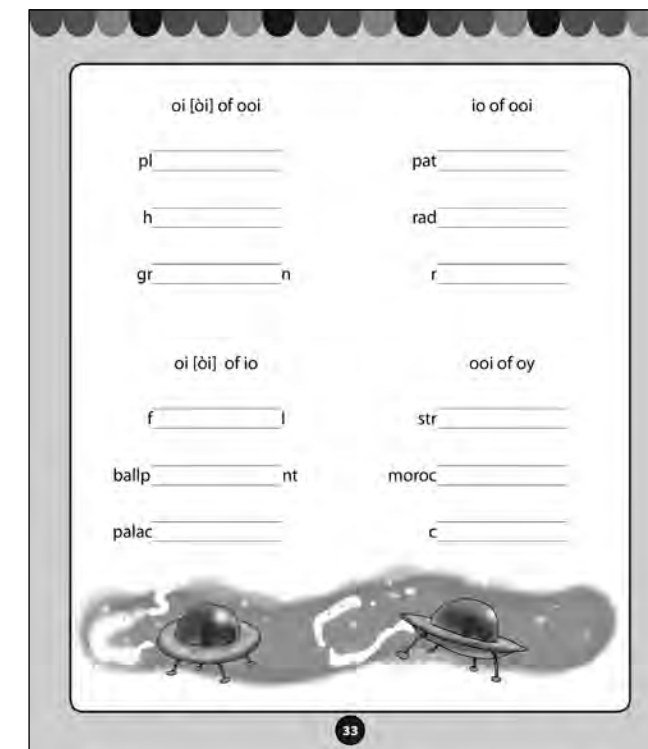 oi [òi] of ooi
pl
h
gr n
io of ooi
pat
rad
r
oi [òi] of io
f l
ballp nt
palac
ooi of oy
str
moroc
c
33